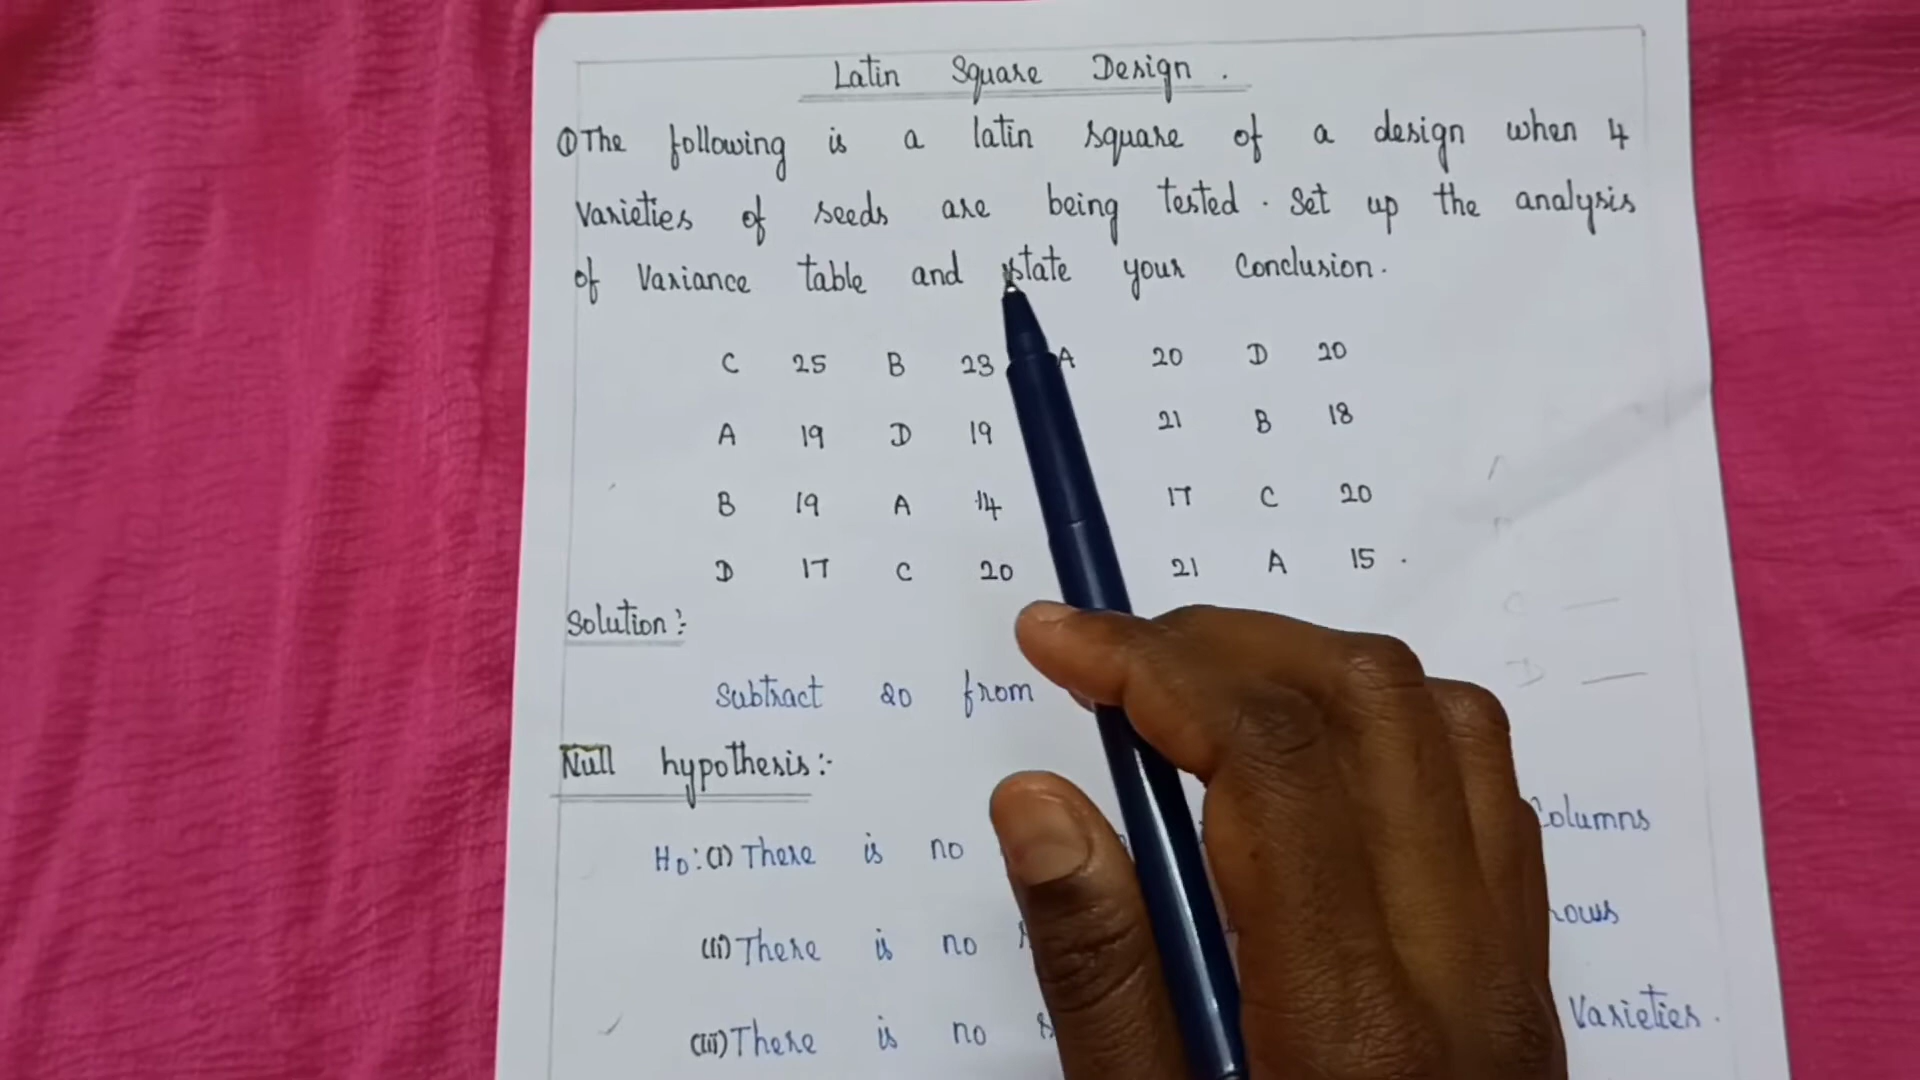 Latin Square Design .
① The following is a latin square of a design when 4
Varieties of seeds are being tested . Set up the analysis
of Variance table and state your Conclusion .
C 25 B 23 A 20 D 20
A 19 D 19 21 B 18
B 19 A 14 17 C 20
D 17 C 20 21 A 15 .
Solution :-
Subtract 20 from
Null hypothesis :-
H0 : (i) There is no Columns
(ii) There is no rows
(iii) There is no Varieties .
C —
D —